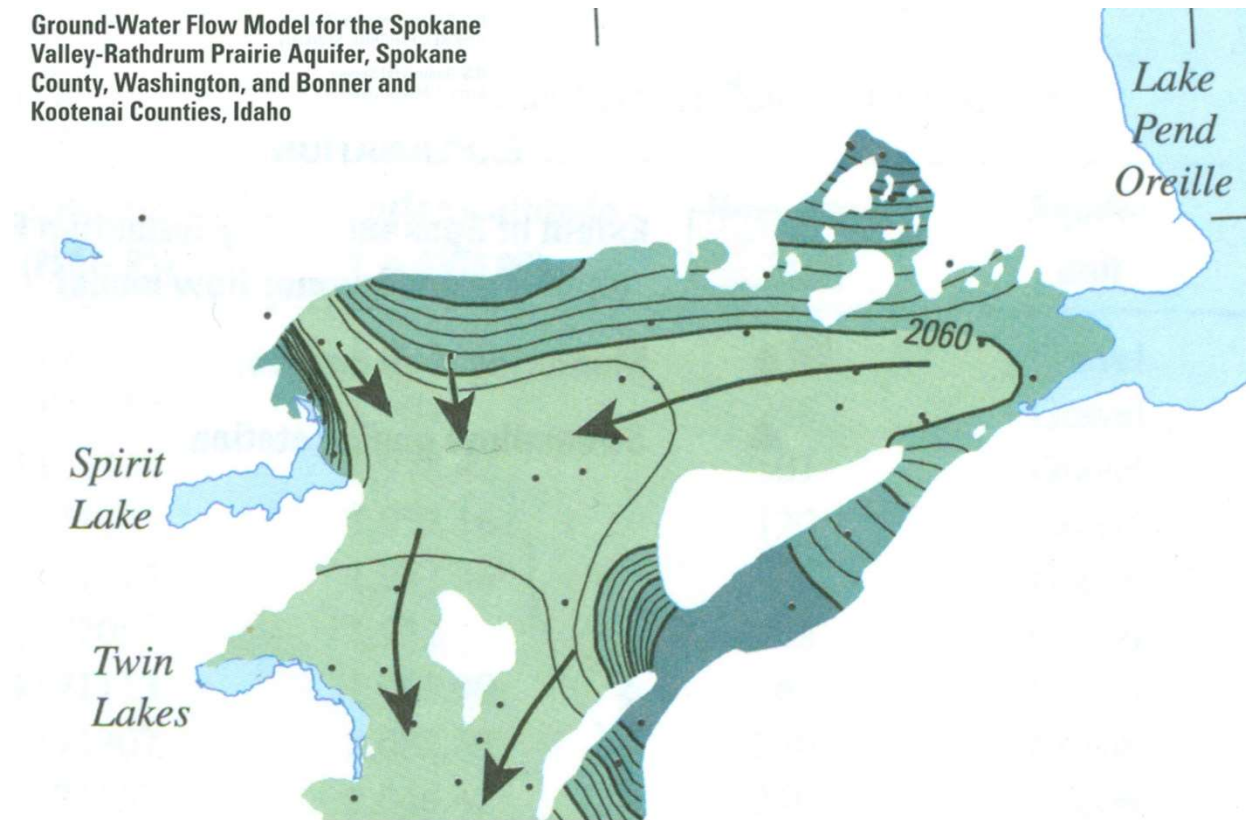 Ground-Water Flow Model for the Spokane
Valley-Rathdrum Prairie Aquifer, Spokane
County, Washington, and Bonner and
Kootenai Counties, Idaho
Lake
Pend
Oreille
2060
Spirit
Lake
Twin
Lakes